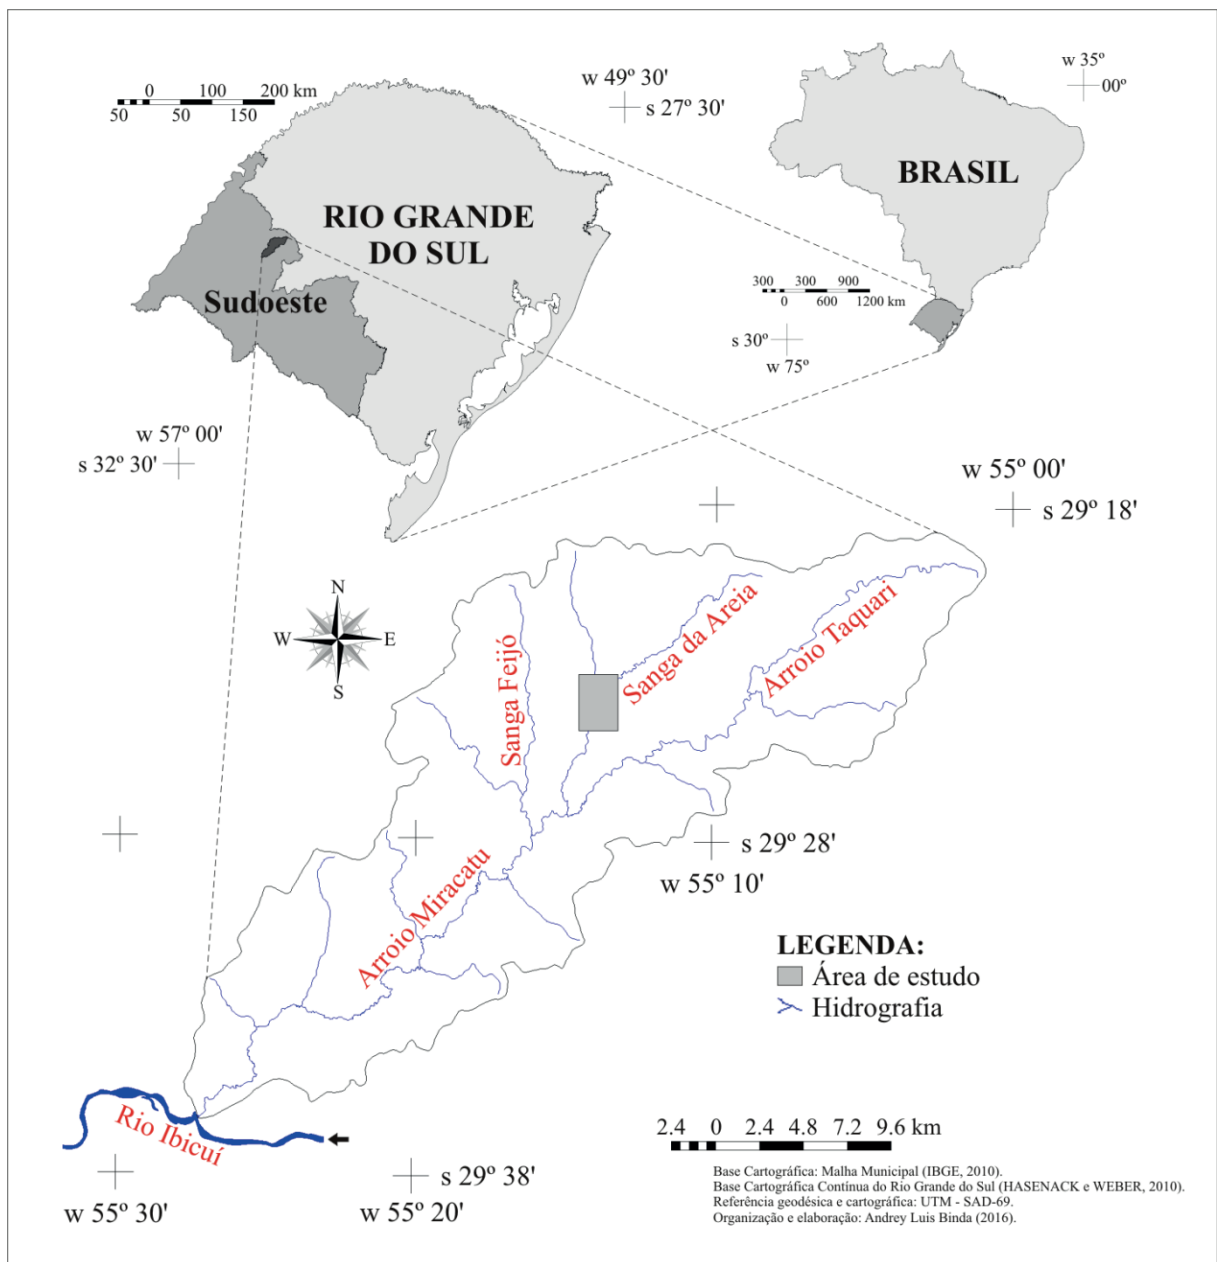 0 100 200 km
50 50 150
w 49º 30'
s 27º 30'
w 35º
00º
BRASIL
RIO GRANDE
DO SUL
Sudoeste
300 300 900
0 600 1200 km
s 30º
w 75º
w 57º 00'
s 32º 30'
w 55º 00'
s 29º 18'
N
W E
S
Sanga Feijó
Sanga da Areia
Arroio Taquari
Arroio Miracatu
s 29º 28'
w 55º 10'
LEGENDA:
Área de estudo
Hidrografia
Rio Ibicuí
2.4 0 2.4 4.8 7.2 9.6 km
s 29º 38'
w 55º 30' w 55º 20'
Base Cartográfica: Malha Municipal (IBGE, 2010).
Base Cartográfica Contínua do Rio Grande do Sul (HASENACK e WEBER, 2010).
Referência geodésica e cartográfica: UTM - SAD-69.
Organização e elaboração: Andrey Luis Binda (2016).